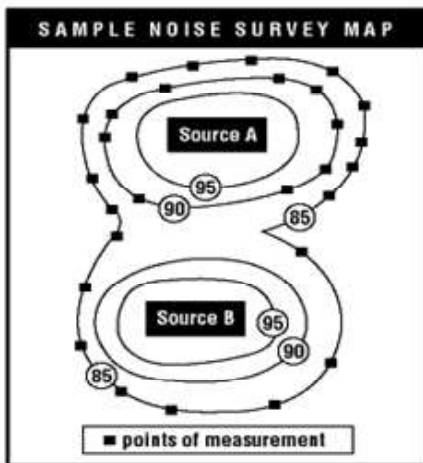 SAMPLE NOISE SURVEY MAP
Source A
95
90
85
Source B
95
90
85
points of measurement